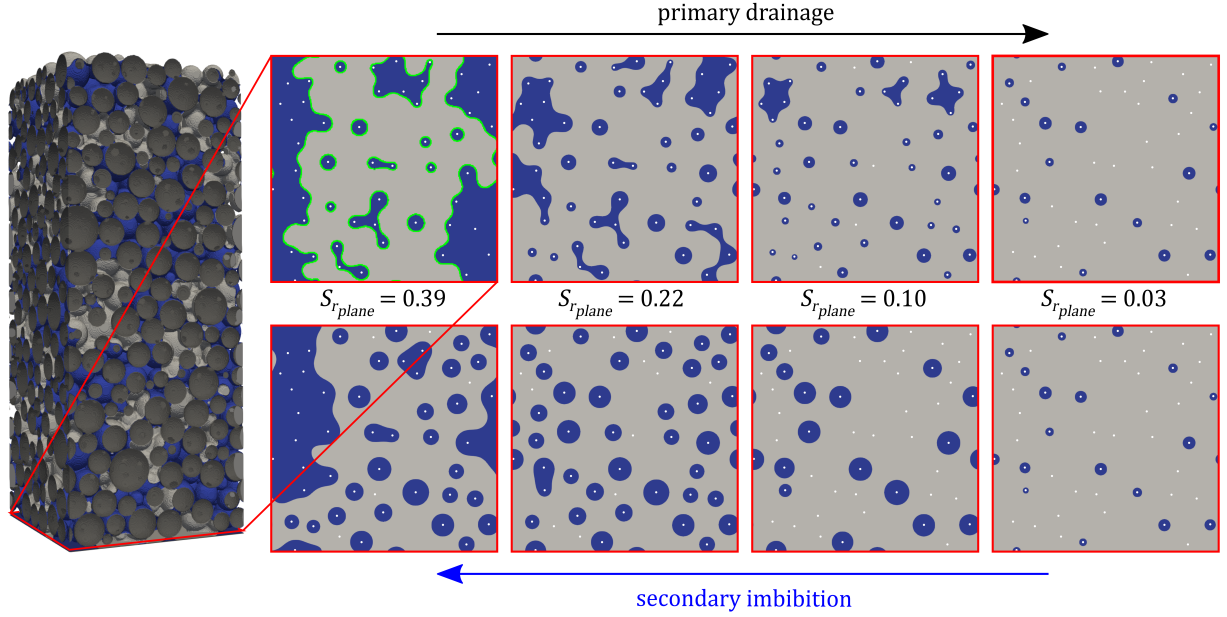 primary drainage
S_{r_{plane}} = 0.39
S_{r_{plane}} = 0.22
S_{r_{plane}} = 0.10
S_{r_{plane}} = 0.03
secondary imbibition